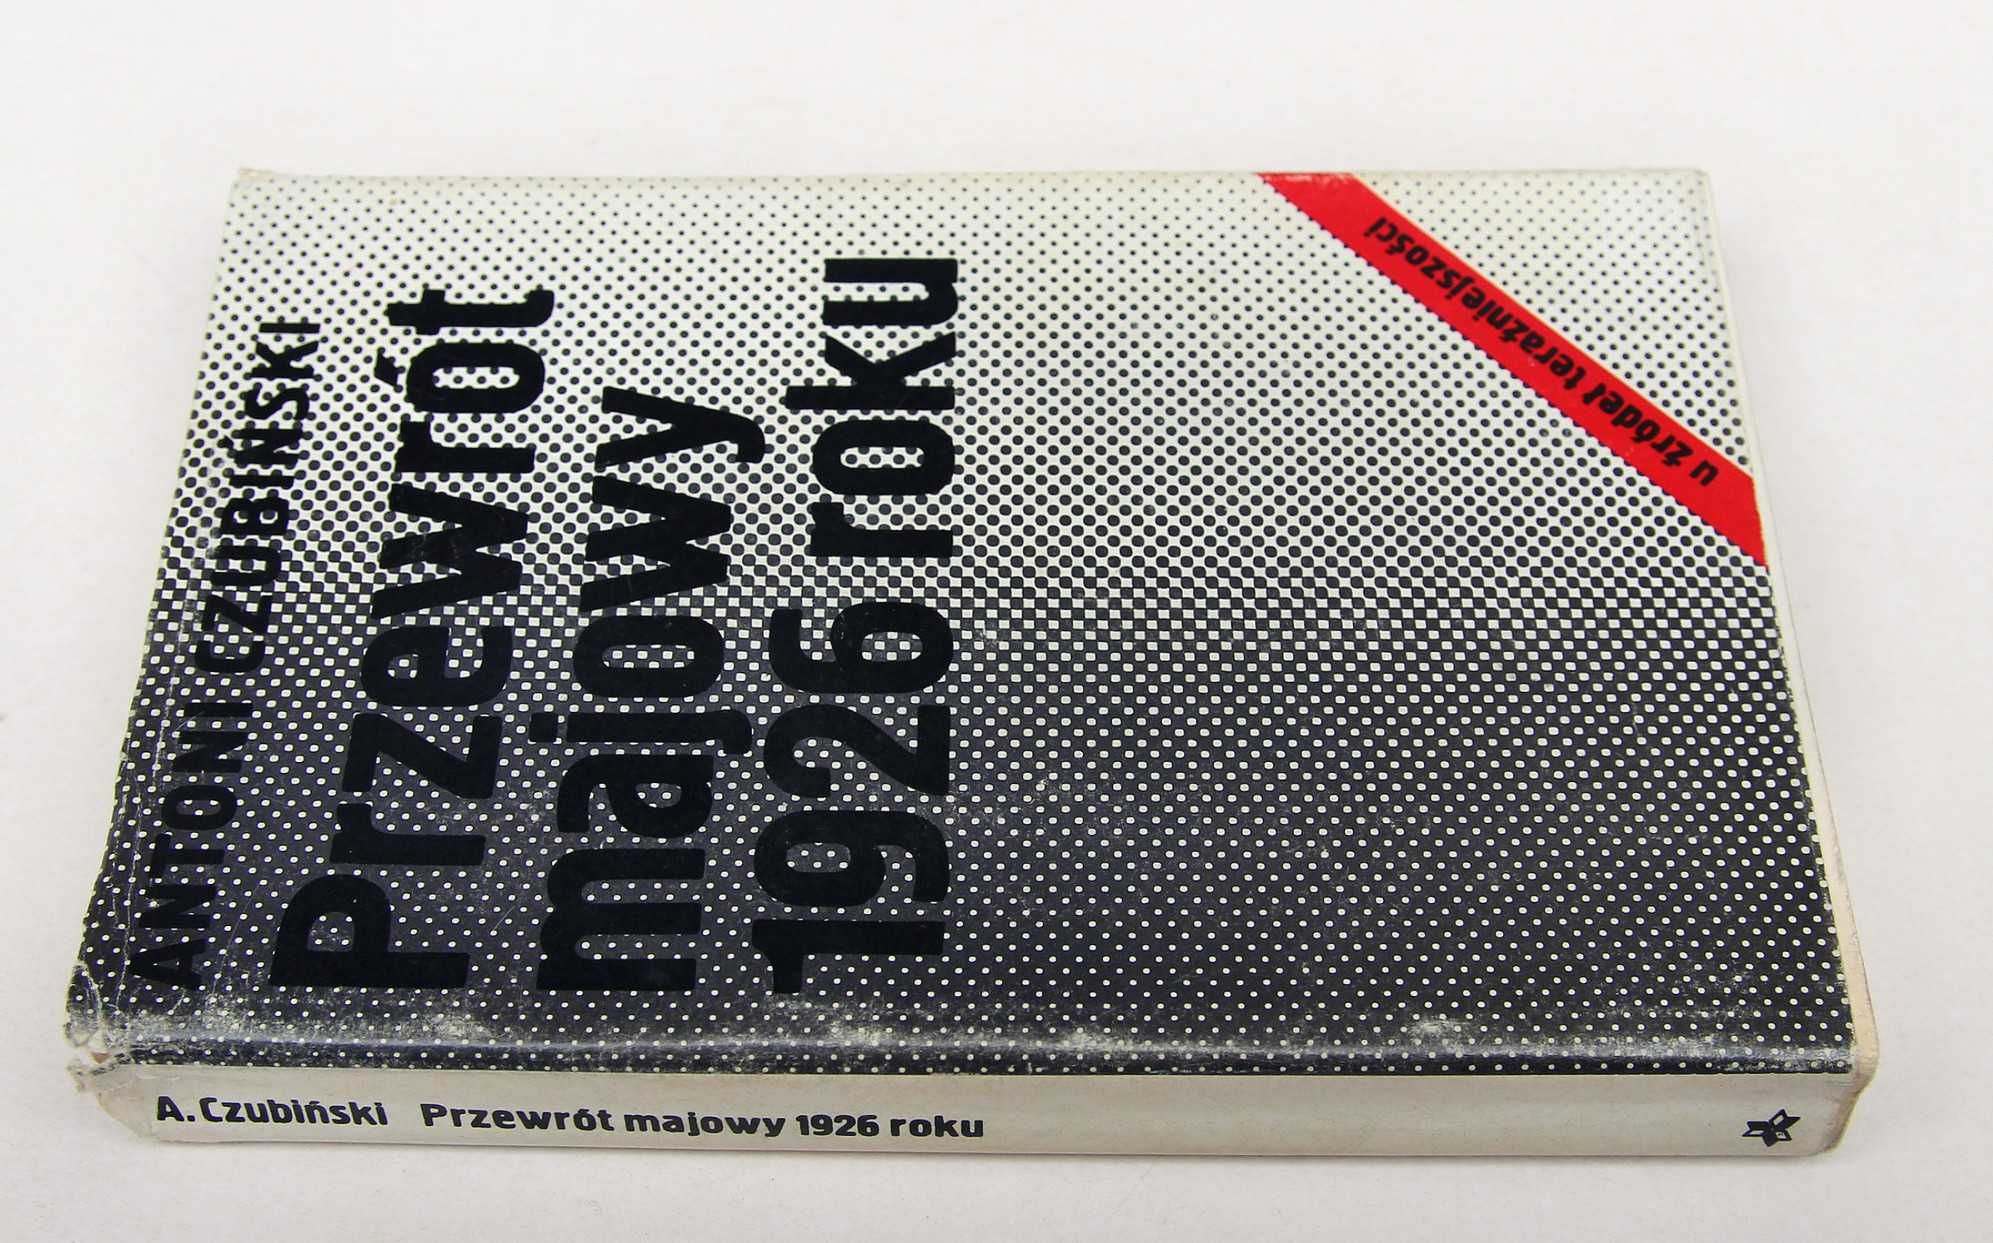 ANTONI CZUBIŃSKI
Przewrót
majowy
1926 roku
u źródeł teraźniejszości
A. Czubiński Przewrót majowy 1926 roku